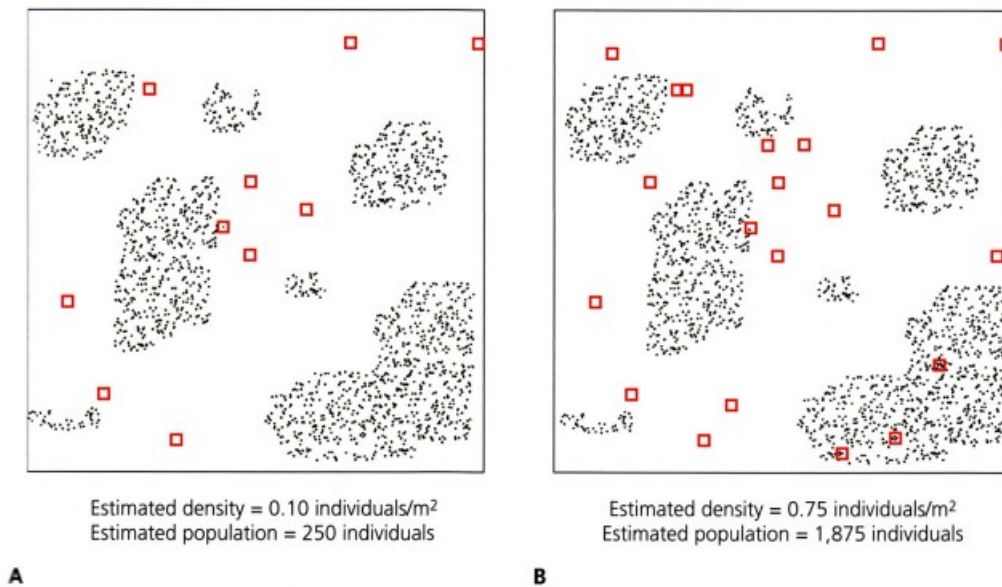 Estimated density = 0.10 individuals/m²
Estimated population = 250 individuals
Estimated density = 0.75 individuals/m²
Estimated population = 1,875 individuals
A
B